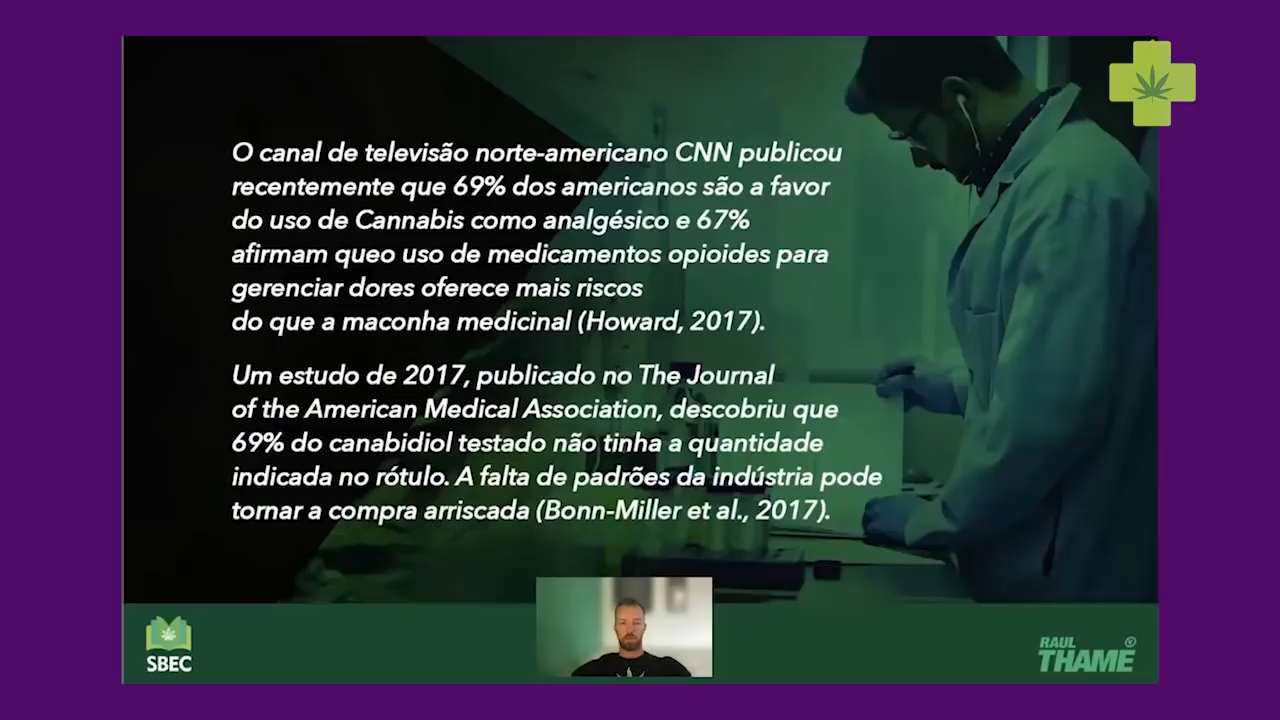 O canal de televisão norte-americano CNN publicou
recentemente que 69% dos americanos são a favor
do uso de Cannabis como analgésico e 67%
afirmam queo uso de medicamentos opioides para
gerenciar dores oferece mais riscos
do que a maconha medicinal (Howard, 2017).
Um estudo de 2017, publicado no The Journal
of the American Medical Association, descobriu que
69% do canabidiol testado não tinha a quantidade
indicada no rótulo. A falta de padrões da indústria pode
tornar a compra arriscada (Bonn-Miller et al., 2017).
SBEC
RAUL
THAME